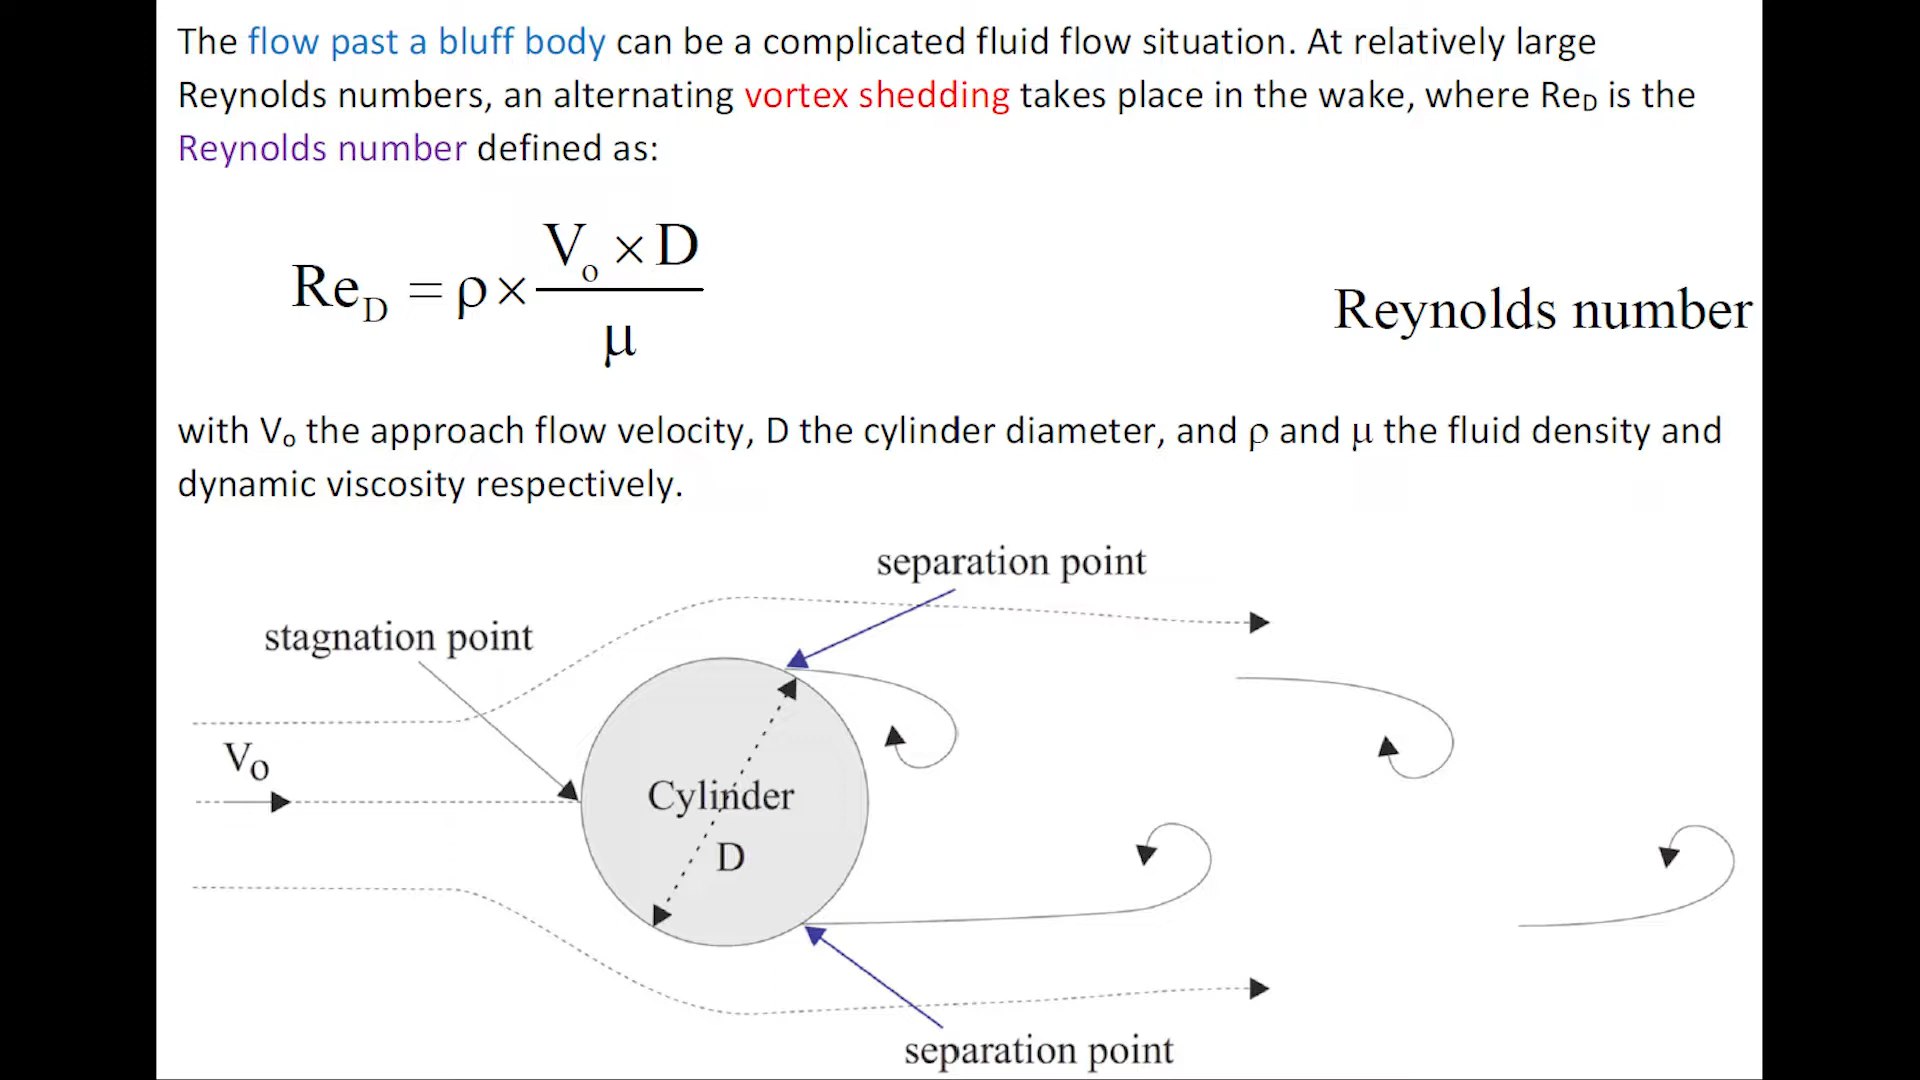 The flow past a bluff body can be a complicated fluid flow situation. At relatively large
Reynolds numbers, an alternating vortex shedding takes place in the wake, where Re_D is the
Reynolds number defined as:
Re_D = ρ × (V_o × D) / μ
Reynolds number
with V_o the approach flow velocity, D the cylinder diameter, and ρ and μ the fluid density and
dynamic viscosity respectively.
separation point
stagnation point
V_o
Cylinder
D
separation point